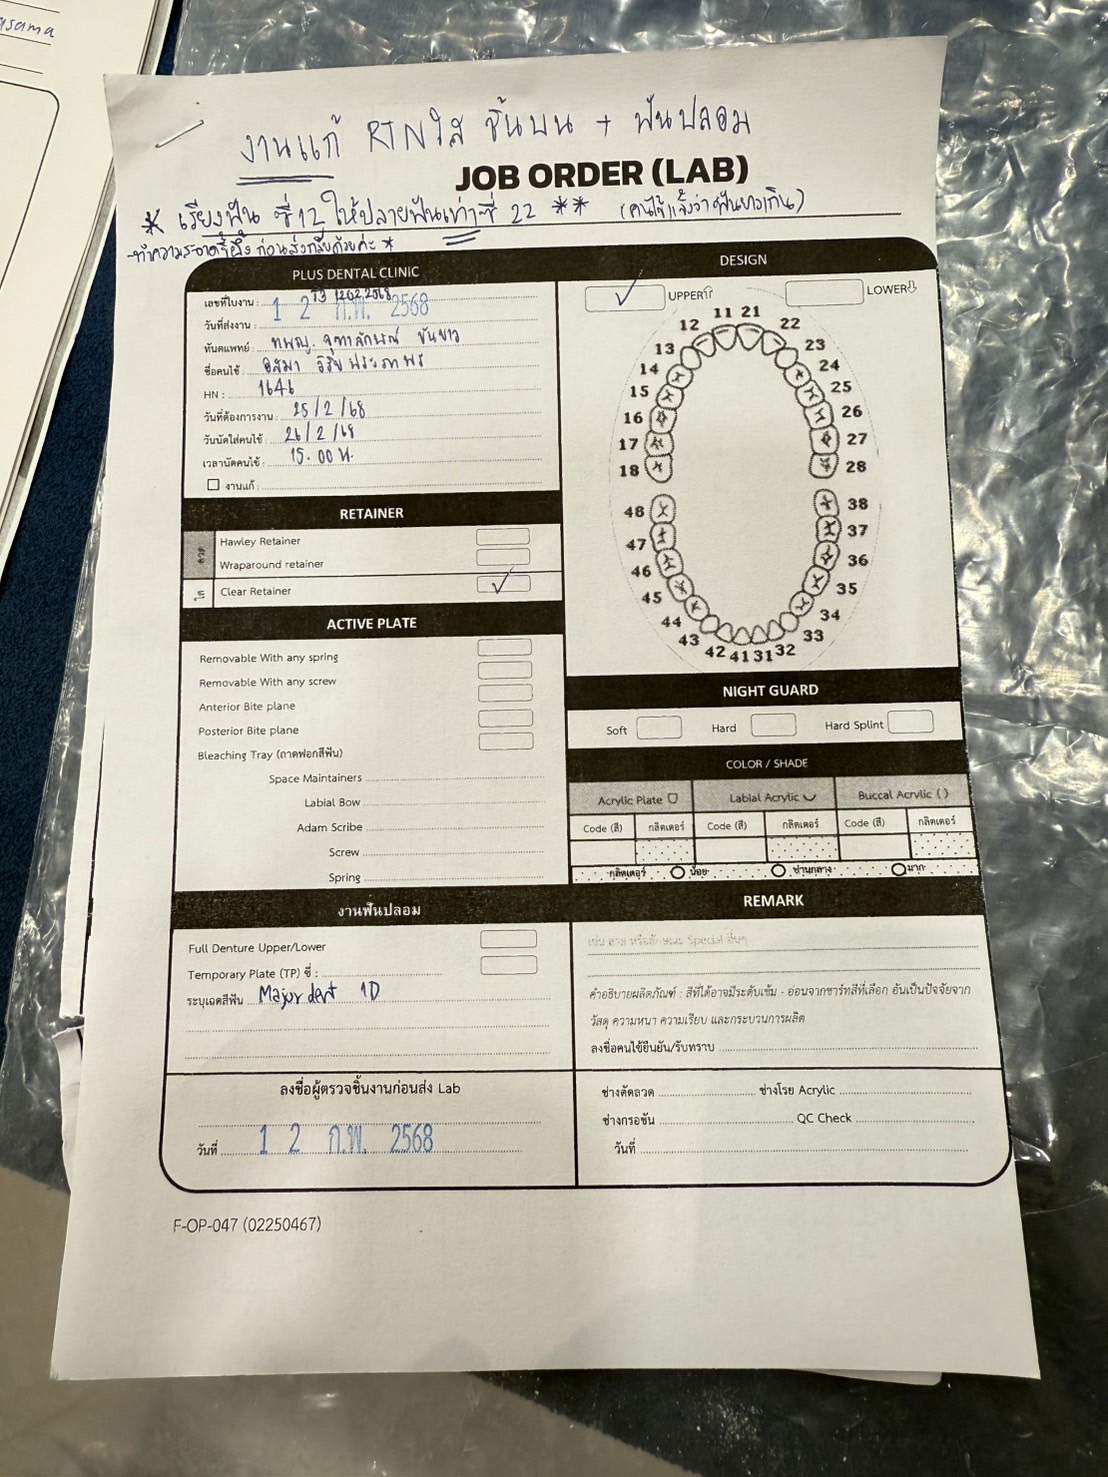 asama
งานแก้ RTNใส ชิ้นบน + ฟันปลอม
JOB ORDER (LAB)
* เรียงฟัน ซี่ 12 ให้ปลายฟันเท่าซี่ 22 ** (คนไข้แจ้งว่าฟันยาวเกิน)
-ทำความสะอาดขี้ผึ้ง ก่อนส่งกลับด้วยค่ะ *
PLUS DENTAL CLINIC
เลขที่ใบงาน :
วันที่ส่งงาน : 1 2 ก.พ. 2568
ทันตแพทย์ : ทพญ. จุฑาลักษณ์
ชื่อคนไข้ : อสมา
HN : 1646
วันที่ต้องการงาน : 25/2/68
วันนัดใส่คนไข้ : 26/2/68
เวลานัดคนไข้ : 15.00 น.
งานแก้ :
DESIGN
UPPER
LOWER
11 21
12 22
13 23
14 24
15 25
16 26
17 27
18 28
48 38
47 37
46 36
45 35
44 34
43 33
42 41 31 32
RETAINER
ลวด
Hawley Retainer
Wraparound retainer
ใส
Clear Retainer
ACTIVE PLATE
Removable With any spring
Removable With any screw
Anterior Bite plane
Posterior Bite plane
Bleaching Tray (ถาดฟอกสีฟัน)
Space Maintainers
Labial Bow
Adam Scribe
Screw
Spring
NIGHT GUARD
Soft
Hard
Hard Splint
COLOR / SHADE
Acrylic Plate
Labial Acrylic
Buccal Acrylic ( )
Code (สี) กลิตเตอร์ Code (สี) กลิตเตอร์ Code (สี) กลิตเตอร์
กลิตเตอร์ น้อย ปานกลาง มาก
งานฟันปลอม
Full Denture Upper/Lower
Temporary Plate (TP) ซี่ :
ระบุเฉดสีฟัน Major dent 1D
REMARK
เช่น ลาย หรือลักษณะ Special อื่นๆ
คำอธิบายผลิตภัณฑ์ : สีที่ได้อาจมีระดับเข้ม - อ่อนจากชาร์ทสีที่เลือก อันเป็นปัจจัยจาก
วัสดุ ความหนา ความเรียบ และกระบวนการผลิต
ลงชื่อคนไข้ยืนยัน/รับทราบ
ลงชื่อผู้ตรวจชิ้นงานก่อนส่ง Lab
วันที่ 1 2 ก.พ. 2568
ช่างดัดลวด ช่างโรย Acrylic
ช่างกรอขัน QC Check
วันที่
F-OP-047 (02250467)